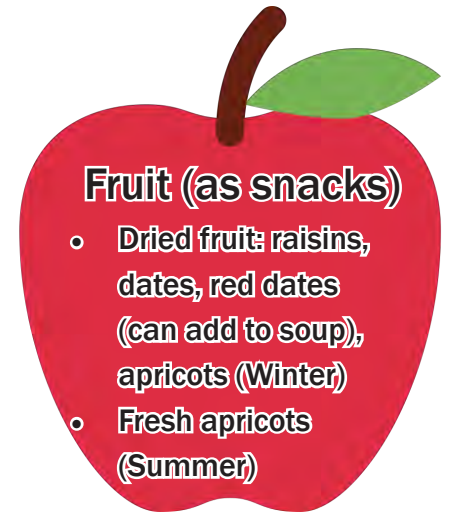 Fruit (as snacks)
• Dried fruit: raisins,
dates, red dates
(can add to soup),
apricots (Winter)
• Fresh apricots
(Summer)